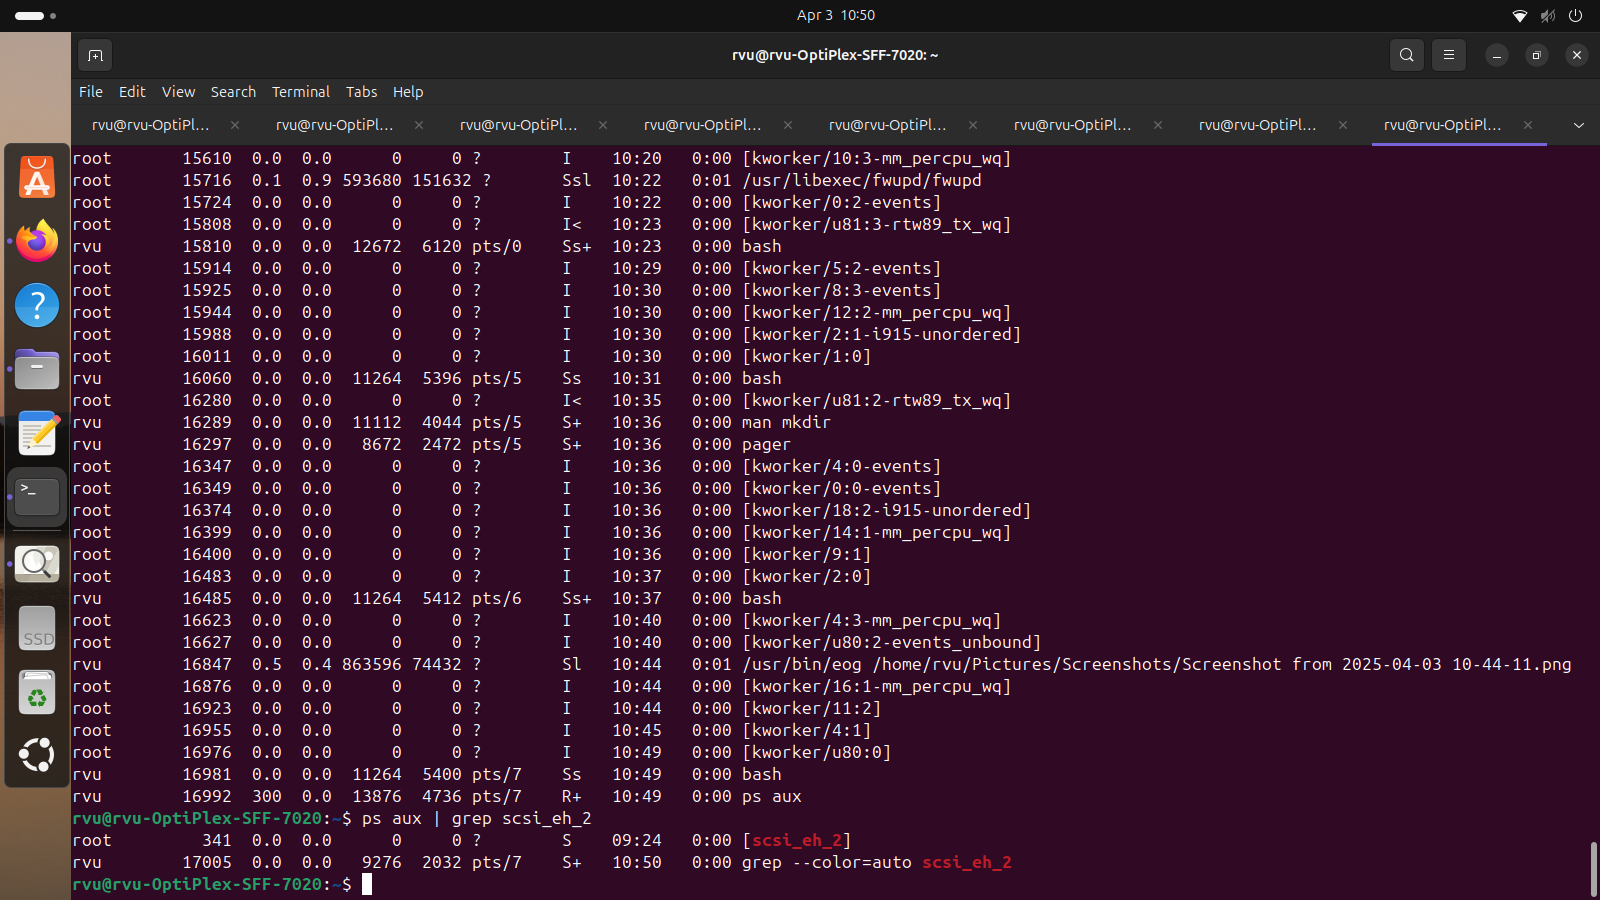 Apr 3 10:50
rvu@rvu-OptiPlex-SFF-7020: ~
File Edit View Search Terminal Tabs Help
rvu@rvu-OptiPl... rvu@rvu-OptiPl... rvu@rvu-OptiPl... rvu@rvu-OptiPl... rvu@rvu-OptiPl... rvu@rvu-OptiPl... rvu@rvu-OptiPl... rvu@rvu-OptiPl...
root 15610 0.0 0.0 0 0 ? I 10:20 0:00 [kworker/10:3-mm_percpu_wq]
root 15716 0.1 0.9 593680 151632 ? Ssl 10:22 0:01 /usr/libexec/fwupd/fwupd
root 15724 0.0 0.0 0 0 ? I 10:22 0:00 [kworker/0:2-events]
root 15808 0.0 0.0 0 0 ? I< 10:23 0:00 [kworker/u81:3-rtw89_tx_wq]
rvu 15810 0.0 0.0 12672 6120 pts/0 Ss+ 10:23 0:00 bash
root 15914 0.0 0.0 0 0 ? I 10:29 0:00 [kworker/5:2-events]
root 15925 0.0 0.0 0 0 ? I 10:30 0:00 [kworker/8:3-events]
root 15944 0.0 0.0 0 0 ? I 10:30 0:00 [kworker/12:2-mm_percpu_wq]
root 15988 0.0 0.0 0 0 ? I 10:30 0:00 [kworker/2:1-i915-unordered]
root 16011 0.0 0.0 0 0 ? I 10:30 0:00 [kworker/1:0]
rvu 16060 0.0 0.0 11264 5396 pts/5 Ss 10:31 0:00 bash
root 16280 0.0 0.0 0 0 ? I< 10:35 0:00 [kworker/u81:2-rtw89_tx_wq]
rvu 16289 0.0 0.0 11112 4044 pts/5 S+ 10:36 0:00 man mkdir
rvu 16297 0.0 0.0 8672 2472 pts/5 S+ 10:36 0:00 pager
root 16347 0.0 0.0 0 0 ? I 10:36 0:00 [kworker/4:0-events]
root 16349 0.0 0.0 0 0 ? I 10:36 0:00 [kworker/0:0-events]
root 16374 0.0 0.0 0 0 ? I 10:36 0:00 [kworker/18:2-i915-unordered]
root 16399 0.0 0.0 0 0 ? I 10:36 0:00 [kworker/14:1-mm_percpu_wq]
root 16400 0.0 0.0 0 0 ? I 10:36 0:00 [kworker/9:1]
root 16483 0.0 0.0 0 0 ? I 10:37 0:00 [kworker/2:0]
rvu 16485 0.0 0.0 11264 5412 pts/6 Ss+ 10:37 0:00 bash
root 16623 0.0 0.0 0 0 ? I 10:40 0:00 [kworker/4:3-mm_percpu_wq]
root 16627 0.0 0.0 0 0 ? I 10:40 0:00 [kworker/u80:2-events_unbound]
rvu 16847 0.5 0.4 863596 74432 ? Sl 10:44 0:01 /usr/bin/eog /home/rvu/Pictures/Screenshots/Screenshot from 2025-04-03 10-44-11.png
root 16876 0.0 0.0 0 0 ? I 10:44 0:00 [kworker/16:1-mm_percpu_wq]
root 16923 0.0 0.0 0 0 ? I 10:44 0:00 [kworker/11:2]
root 16955 0.0 0.0 0 0 ? I 10:45 0:00 [kworker/4:1]
root 16976 0.0 0.0 0 0 ? I 10:49 0:00 [kworker/u80:0]
rvu 16981 0.0 0.0 11264 5400 pts/7 Ss 10:49 0:00 bash
rvu 16992 300 0.0 13876 4736 pts/7 R+ 10:49 0:00 ps aux
rvu@rvu-OptiPlex-SFF-7020:~$ ps aux | grep scsi_eh_2
root 341 0.0 0.0 0 0 ? S 09:24 0:00 [scsi_eh_2]
rvu 17005 0.0 0.0 9276 2032 pts/7 S+ 10:50 0:00 grep --color=auto scsi_eh_2
rvu@rvu-OptiPlex-SFF-7020:~$
SSD